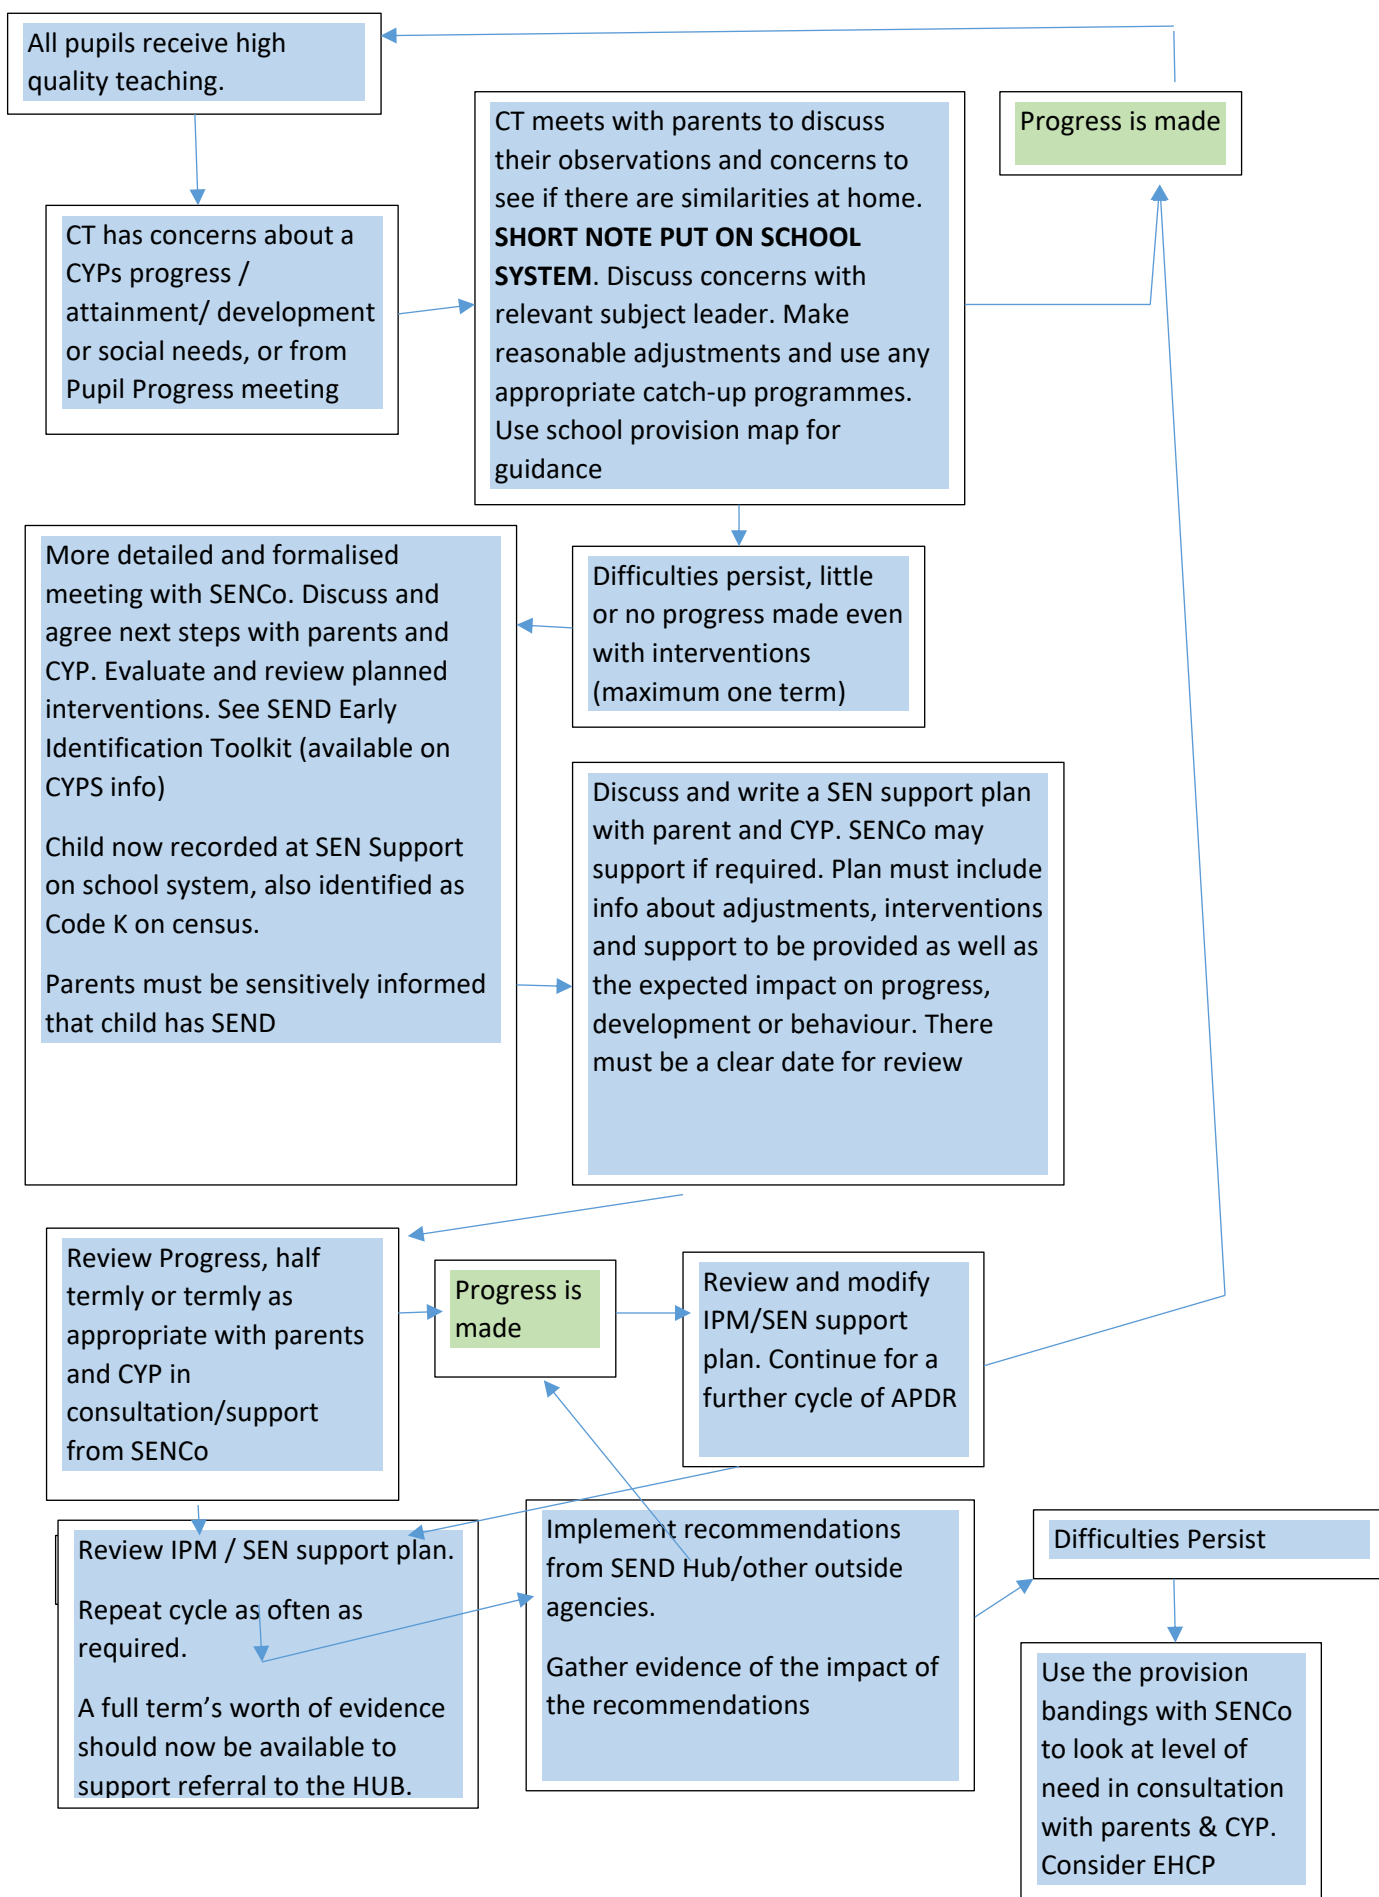 All pupils receive high
quality teaching.
CT meets with parents to discuss
their observations and concerns to
see if there are similarities at home.
SHORT NOTE PUT ON SCHOOL
SYSTEM. Discuss concerns with
relevant subject leader. Make
reasonable adjustments and use any
appropriate catch-up programmes.
Use school provision map for
guidance
Progress is made
CT has concerns about a
CYPs progress /
attainment/ development
or social needs, or from
Pupil Progress meeting
Difficulties persist, little
or no progress made even
with interventions
(maximum one term)
More detailed and formalised
meeting with SENCo. Discuss and
agree next steps with parents and
CYP. Evaluate and review planned
interventions. See SEND Early
Identification Toolkit (available on
CYPS info)
Child now recorded at SEN Support
on school system, also identified as
Code K on census.
Parents must be sensitively informed
that child has SEND
Discuss and write a SEN support plan
with parent and CYP. SENCo may
support if required. Plan must include
info about adjustments, interventions
and support to be provided as well as
the expected impact on progress,
development or behaviour. There
must be a clear date for review
Review Progress, half
termly or termly as
appropriate with parents
and CYP in
consultation/support
from SENCo
Progress is
made
Review and modify
IPM/SEN support
plan. Continue for a
further cycle of APDR
Review IPM / SEN support plan.
Repeat cycle as often as
required.
A full term’s worth of evidence
should now be available to
support referral to the HUB.
Implement recommendations
from SEND Hub/other outside
agencies.
Gather evidence of the impact of
the recommendations
Difficulties Persist
Use the provision
bandings with SENCo
to look at level of
need in consultation
with parents & CYP.
Consider EHCP